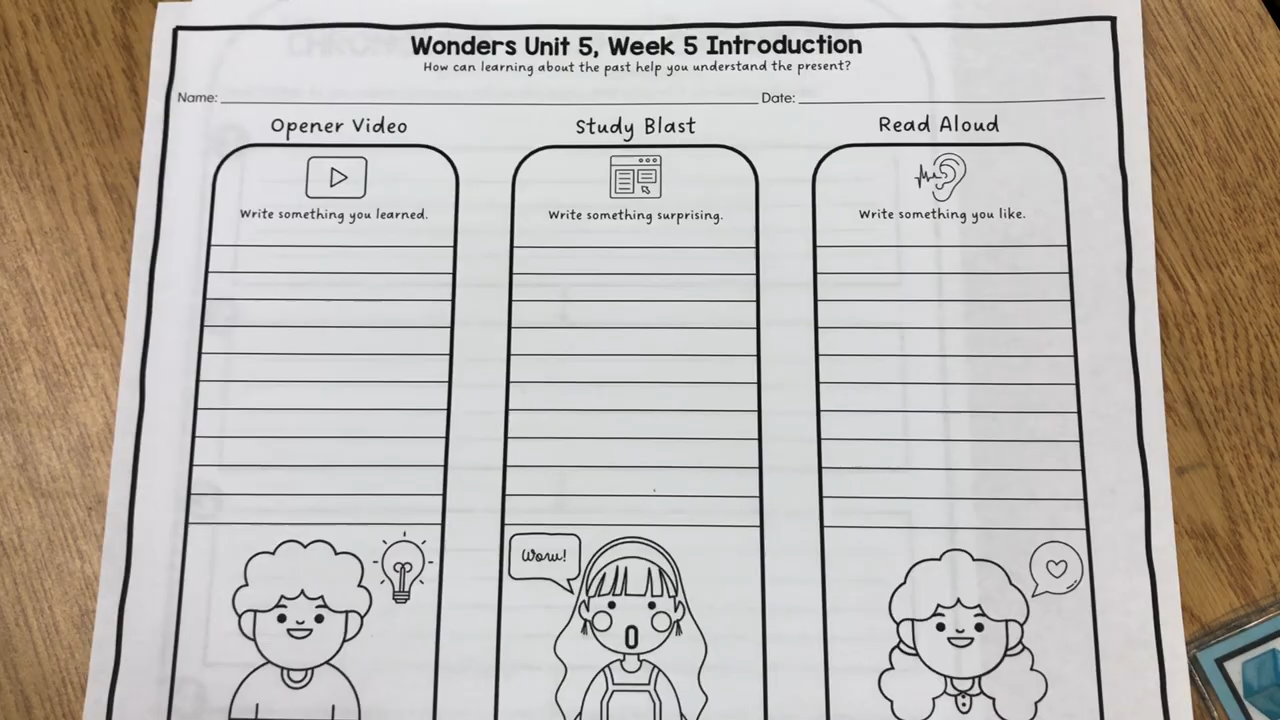 Wonders Unit 5, Week 5 Introduction
How can learning about the past help you understand the present?
Name: Date:
Opener Video
Write something you learned.
Study Blast
Write something surprising.
Wow!
Read Aloud
Write something you like.